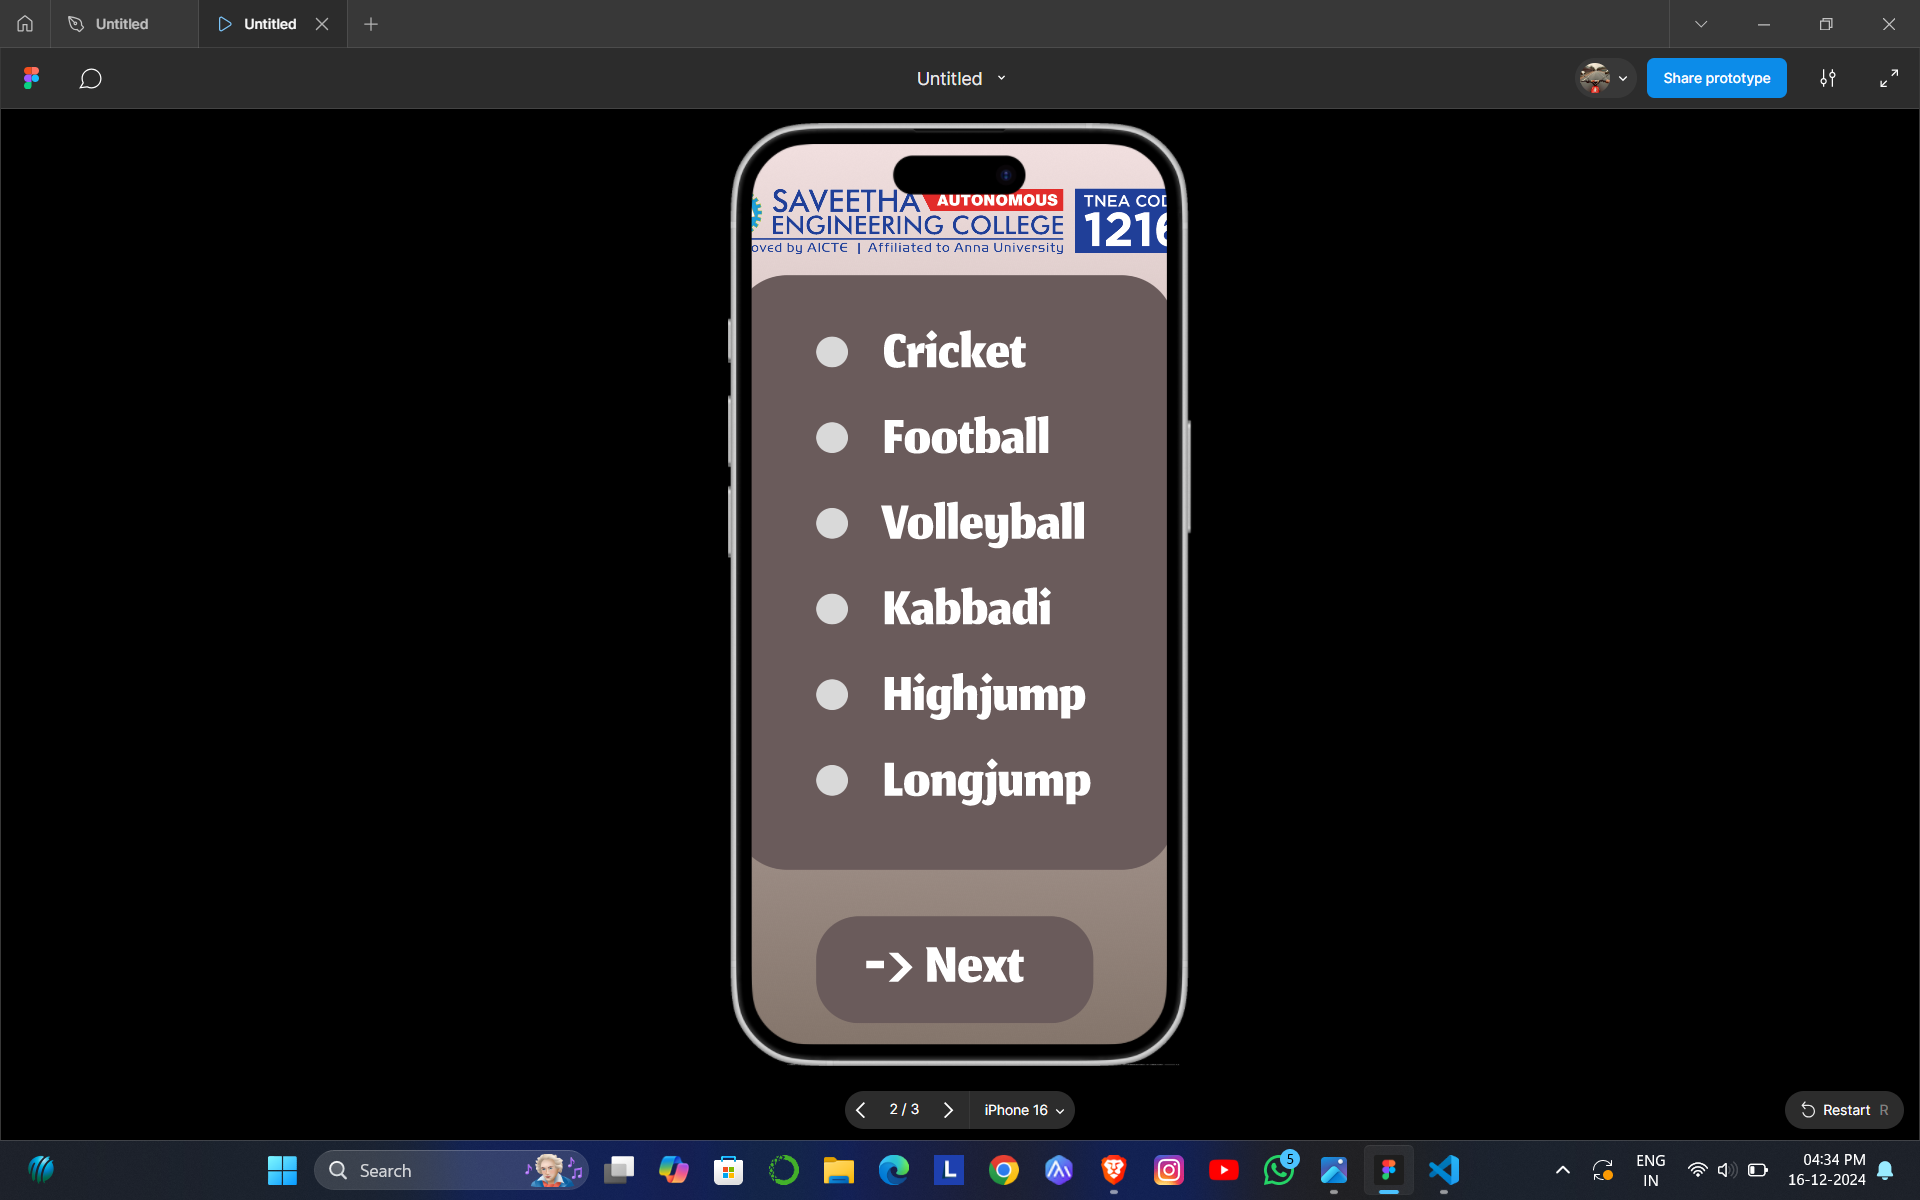 Untitled
Untitled
Untitled
Share prototype
SAVEETHA AUTONOMOUS
ENGINEERING COLLEGE
oved by AICTE | Affiliated to Anna University
TNEA COD
1216
Cricket
Football
Volleyball
Kabbadi
Highjump
Longjump
-> Next
2 / 3
iPhone 16
Restart R
Search
L
5
ENG
IN
04:34 PM
16-12-2024